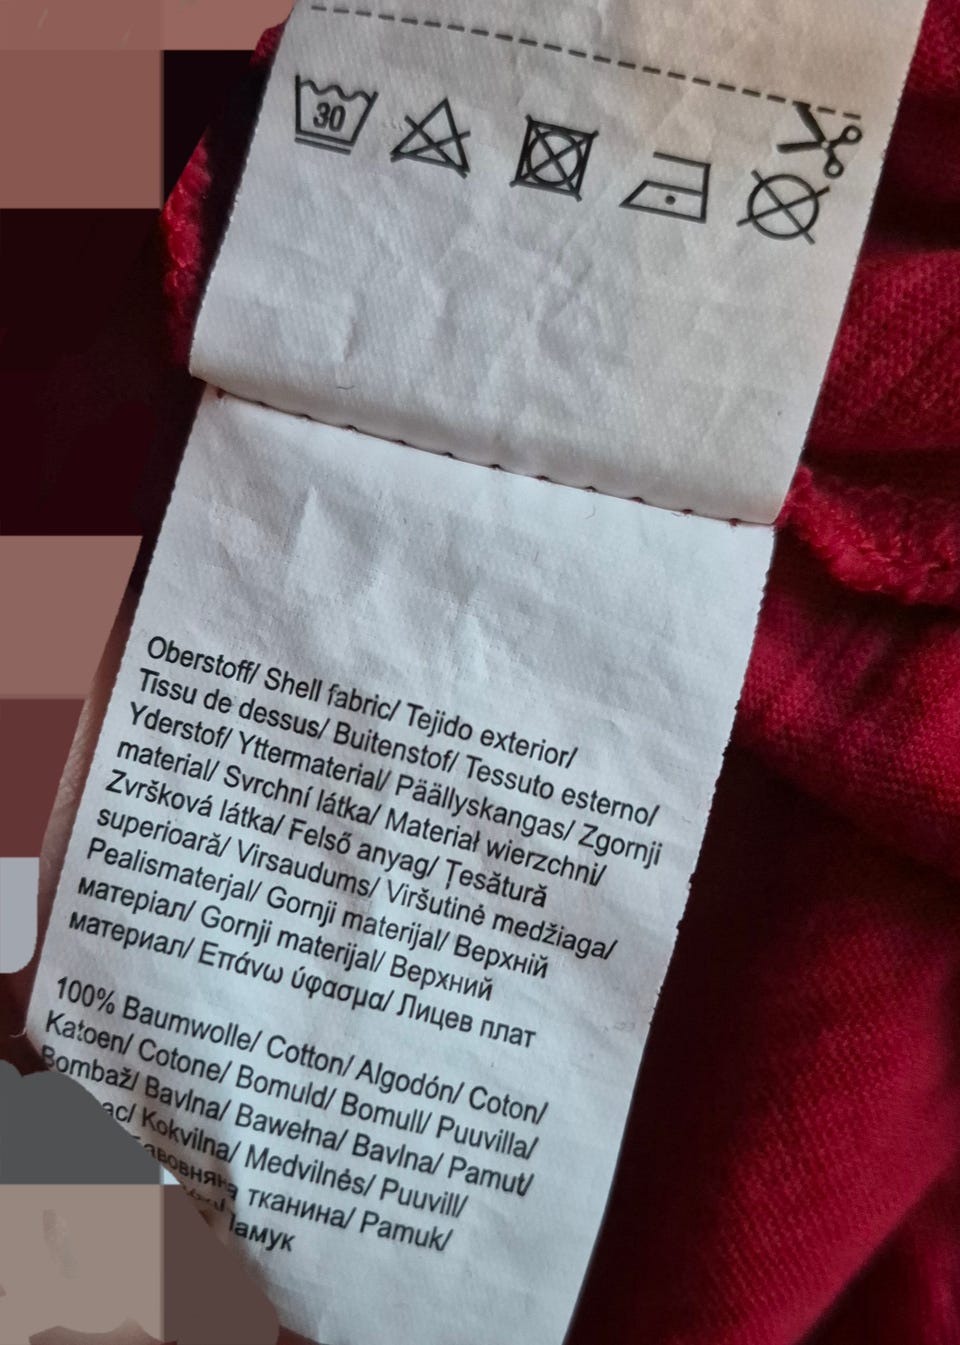 30
Oberstoff/ Shell fabric/ Tejido exterior/
Tissu de dessus/ Buitenstof/ Tessuto esterno/
Yderstof/ Yttermaterial/ Päällyskangas/ Zgornji
material/ Svrchní látka/ Materiał wierzchni/
Zvršková látka/ Felső anyag/ Țesătură
superioară/ Virsaudums/ Viršutinė medžiaga/
Pealismaterjal/ Gornji materijal/ Верхній
матеріал/ Gornji materijal/ Верхний
материал/ Επάνω ύφασμα/ Лицев плат
100% Baumwolle/ Cotton/ Algodón/ Coton/
Katoen/ Cotone/ Bomuld/ Bomull/ Puuvilla/
Bombaž/ Bavlna/ Bawełna/ Bavlna/ Pamut/
Kokvilna/ Medvilnės/ Puuvill/
тканина/ Pamuk/